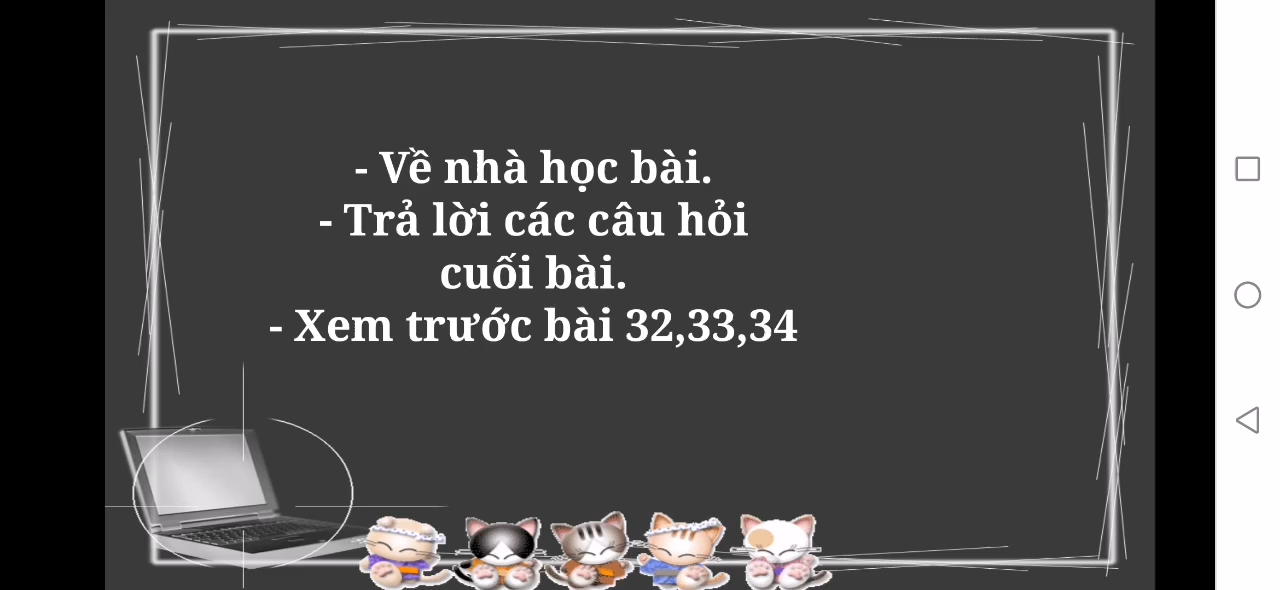 - Về nhà học bài.
- Trả lời các câu hỏi
cuối bài.
- Xem trước bài 32,33,34